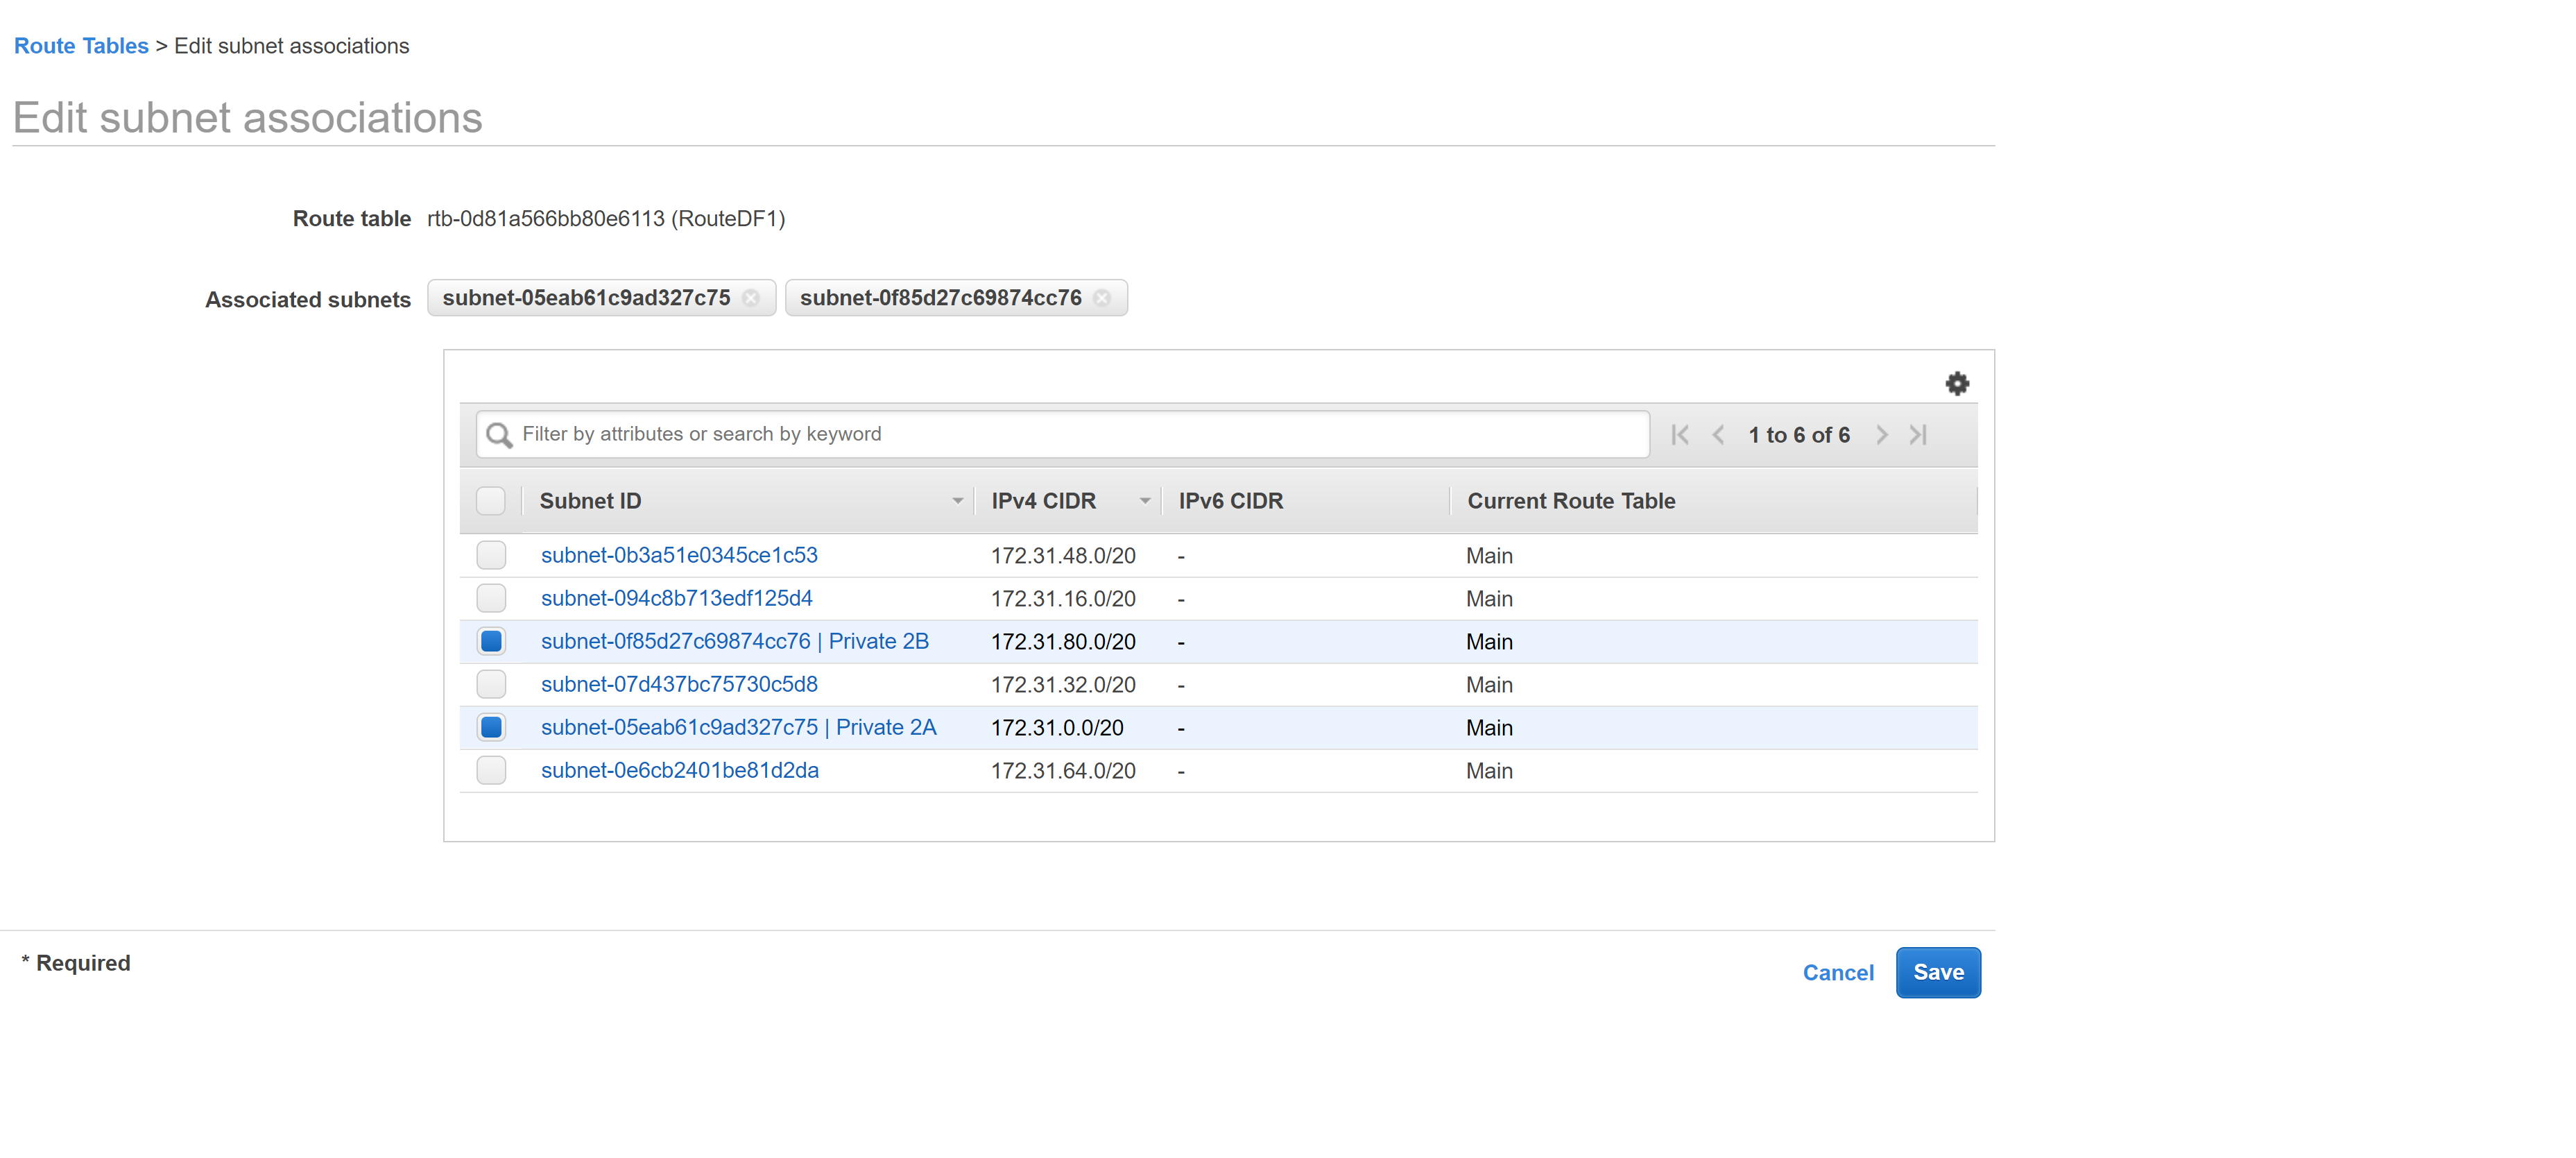 Route Tables > Edit subnet associations
Edit subnet associations
Route table rtb-0d81a566bb80e6113 (RouteDF1)
Associated subnets subnet-05eab61c9ad327c75 subnet-0f85d27c69874cc76
Filter by attributes or search by keyword 1 to 6 of 6
Subnet ID IPv4 CIDR IPv6 CIDR Current Route Table
subnet-0b3a51e0345ce1c53 172.31.48.0/20 - Main
subnet-094c8b713edf125d4 172.31.16.0/20 - Main
subnet-0f85d27c69874cc76 | Private 2B 172.31.80.0/20 - Main
subnet-07d437bc75730c5d8 172.31.32.0/20 - Main
subnet-05eab61c9ad327c75 | Private 2A 172.31.0.0/20 - Main
subnet-0e6cb2401be81d2da 172.31.64.0/20 - Main
* Required
Cancel Save